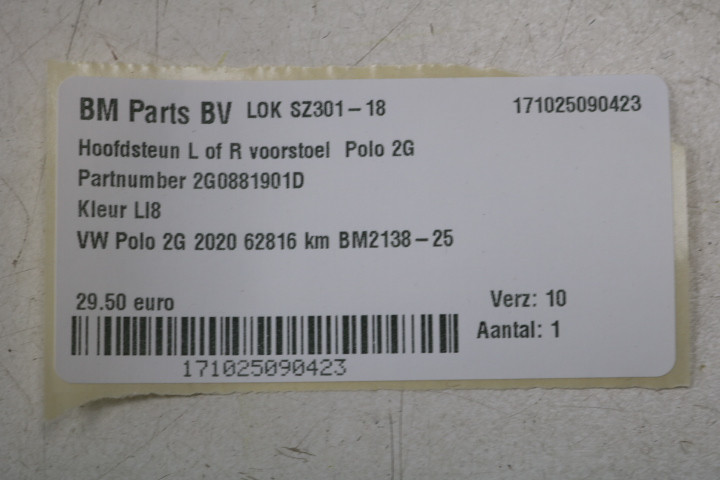 BM Parts BV LOK SZ301-18 171025090423
Hoofdsteun L of R voorstoel Polo 2G
Partnumber 2G0881901D
Kleur LI8
VW Polo 2G 2020 62816 km BM2138-25
29.50 euro Verz: 10
Aantal: 1
171025090423